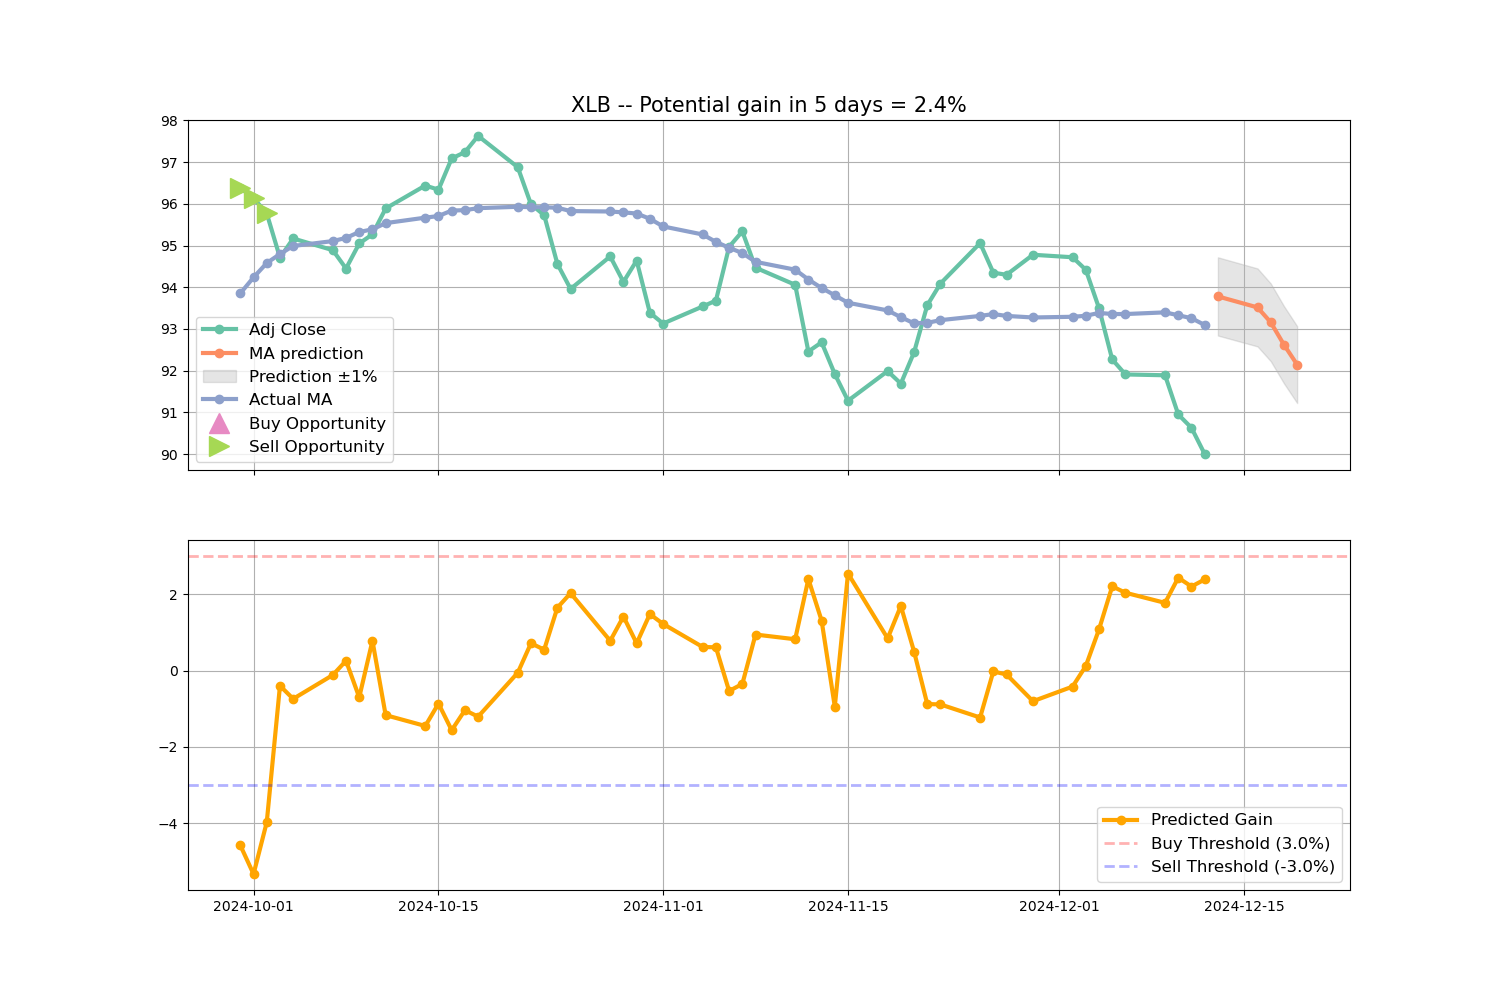 XLB -- Potential gain in 5 days = 2.4%
98
97
96
95
94
93
92
91
90
Adj Close
MA prediction
Prediction ±1%
Actual MA
Buy Opportunity
Sell Opportunity
2
0
−2
−4
Predicted Gain
Buy Threshold (3.0%)
Sell Threshold (-3.0%)
2024-10-01 2024-10-15 2024-11-01 2024-11-15 2024-12-01 2024-12-15